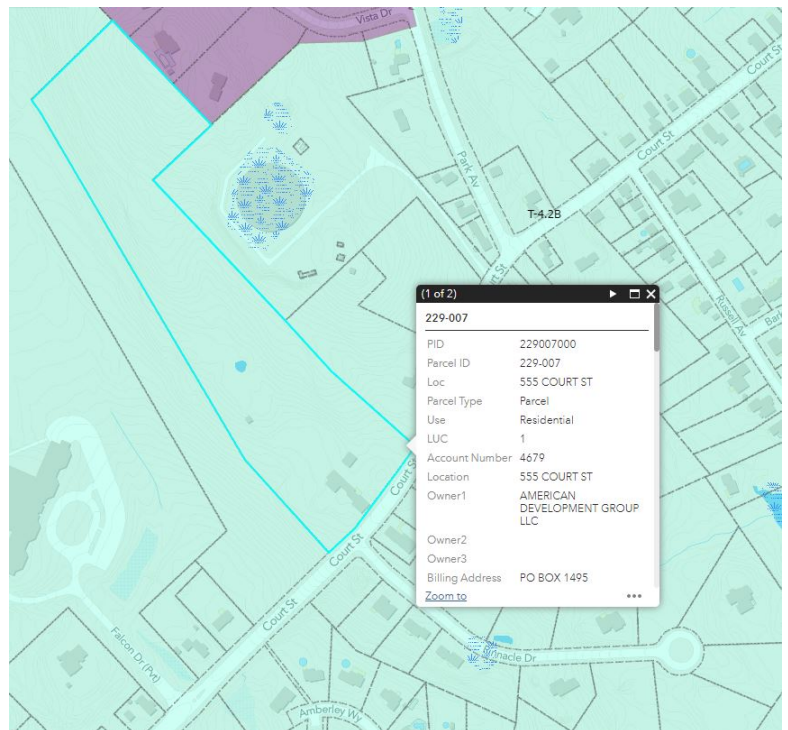 Vista Dr
Court St
Park Av
T-4.2B
Court St
St
(1 of 2)
229-007
PID 229007000
Parcel ID 229-007
Loc 555 COURT ST
Parcel Type Parcel
Use Residential
LUC 1
Account Number 4679
Location 555 COURT ST
Owner1 AMERICAN
DEVELOPMENT GROUP
LLC
Owner2
Owner3
Billing Address PO BOX 1495
Zoom to
Russell Av
Court St
Court St
Court St
Falcon Dr (Pvt)
Pinnacle Dr
Amberley Wy